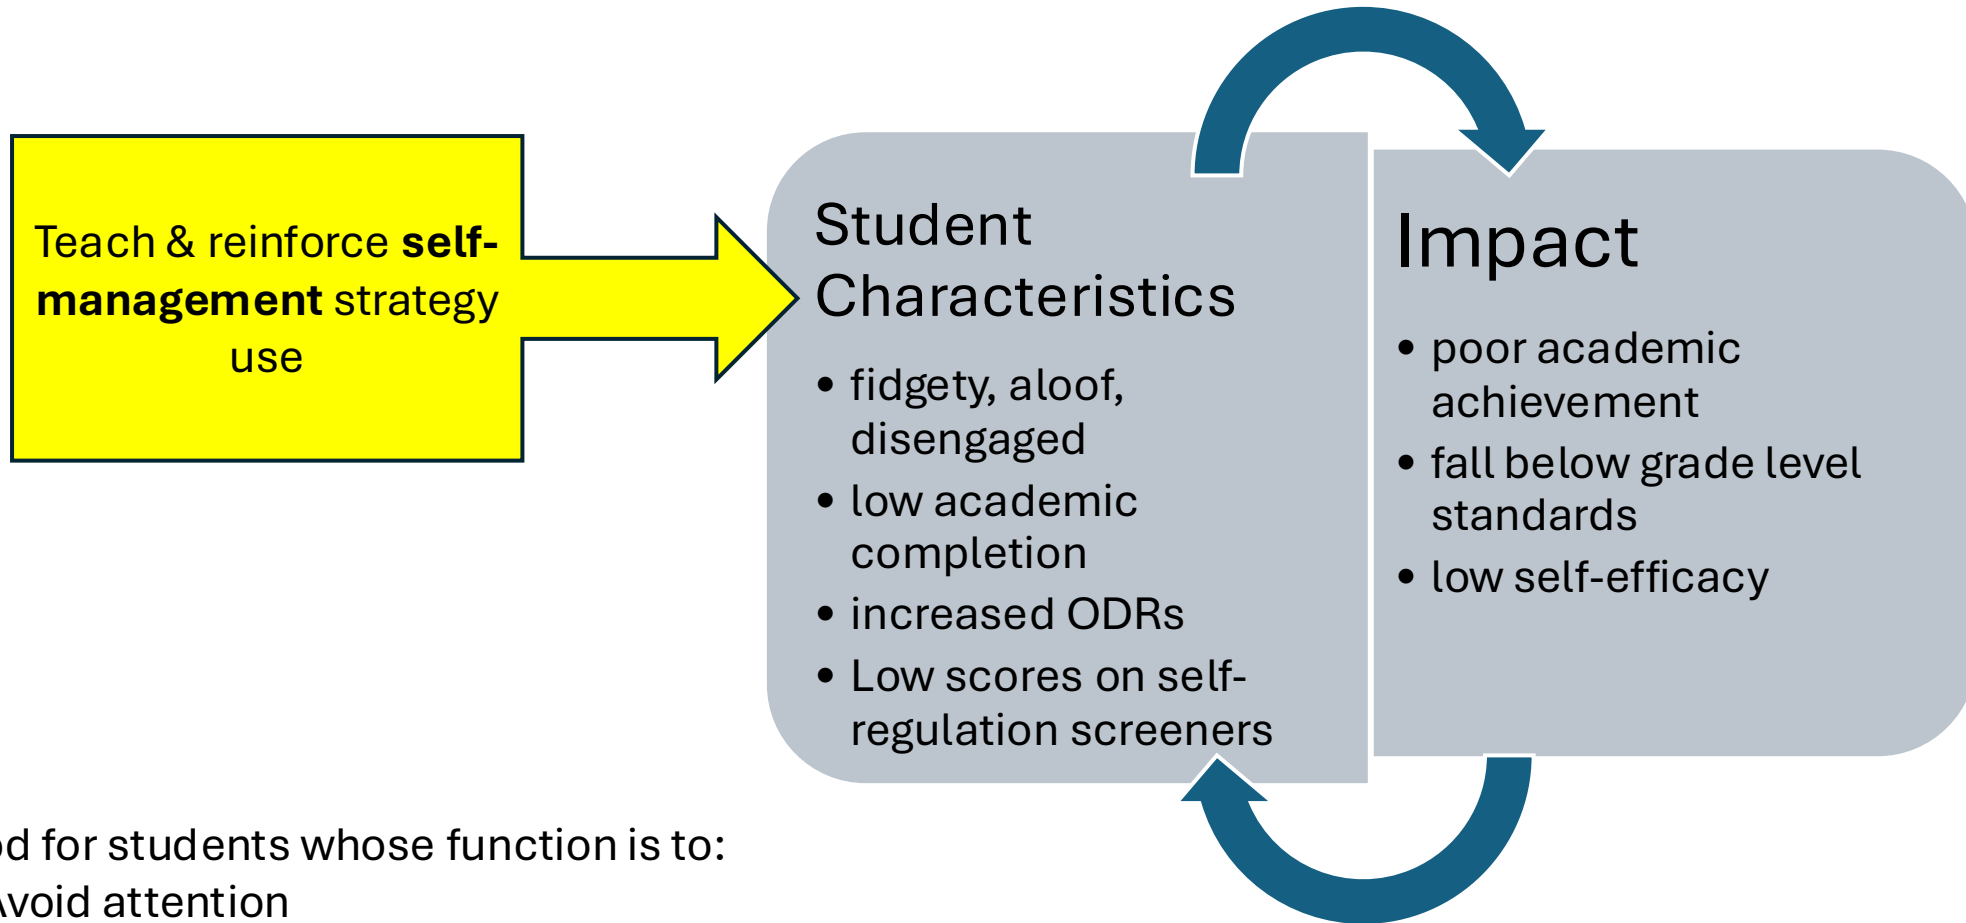 Teach & reinforce self-
management strategy
use
Student
Characteristics
• fidgety, aloof,
disengaged
• low academic
completion
• increased ODRs
• Low scores on self-
regulation screeners
Impact
• poor academic
achievement
• fall below grade level
standards
• low self-efficacy
for students whose function is to:
Avoid attention